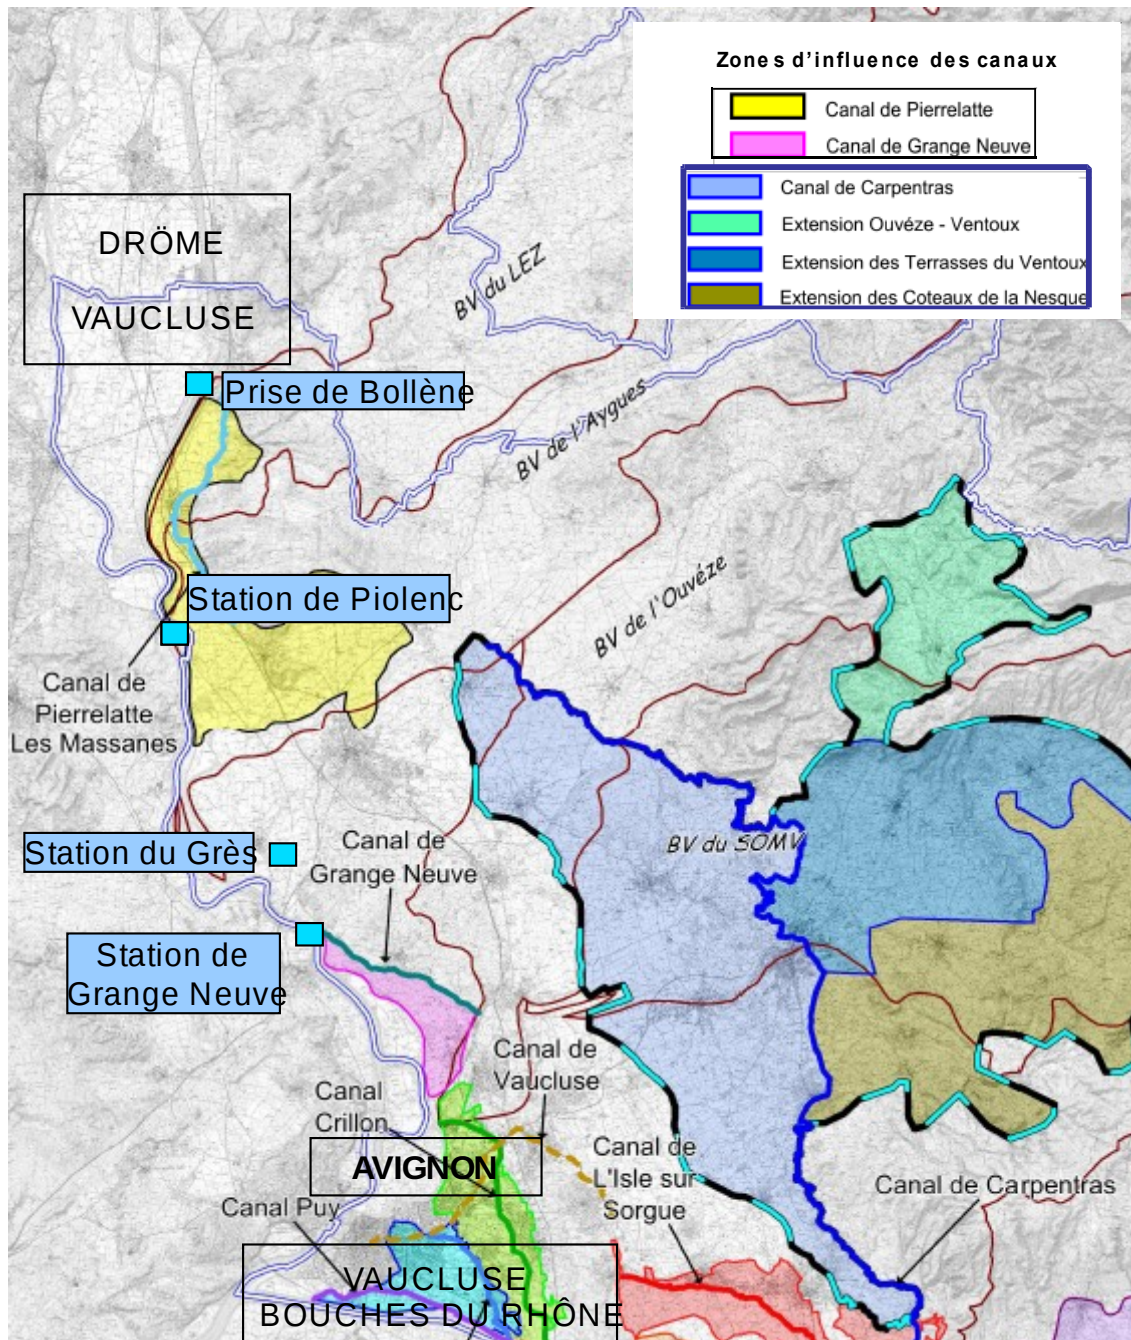 Zones d'influence des canaux
Canal de Pierrelatte
Canal de Grange Neuve
Canal de Carpentras
Extension Ouvéze - Ventoux
Extension des Terrasses du Ventoux
Extension des Coteaux de la Nesque
DRÖME
VAUCLUSE
BV du LEZ
Prise de Bollène
BV de l'Aygues
BV de l'Ouvéze
Station de Piolenc
Canal de
Pierrelatte
Les Massanes
Station du Grès
Canal de
Grange Neuve
BV du SOMV
Station de
Grange Neuve
Canal de
Vaucluse
Canal
Crillon
AVIGNON
Canal de
L'Isle sur
Sorgue
Canal de Carpentras
Canal Puy
VAUCLUSE
BOUCHES DU RHÔNE